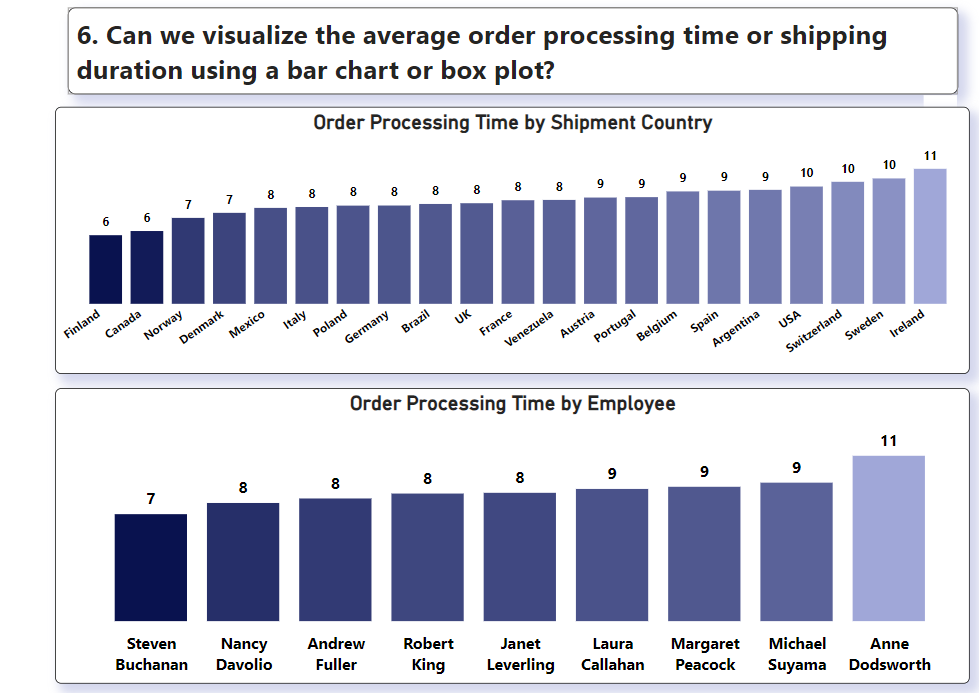 6. Can we visualize the average order processing time or shipping
duration using a bar chart or box plot?
Order Processing Time by Shipment Country
6 6 7 7 8 8 8 8 8 8 8 8 9 9 9 9 9 10 10 10 11
Finland Canada Norway Denmark Mexico Italy Poland Germany Brazil UK France Venezuela Austria Portugal Belgium Spain Argentina USA Switzerland Sweden Ireland
Order Processing Time by Employee
7 8 8 8 8 9 9 9 11
Steven Nancy Andrew Robert Janet Laura Margaret Michael Anne
Buchanan Davolio Fuller King Leverling Callahan Peacock Suyama Dodsworth